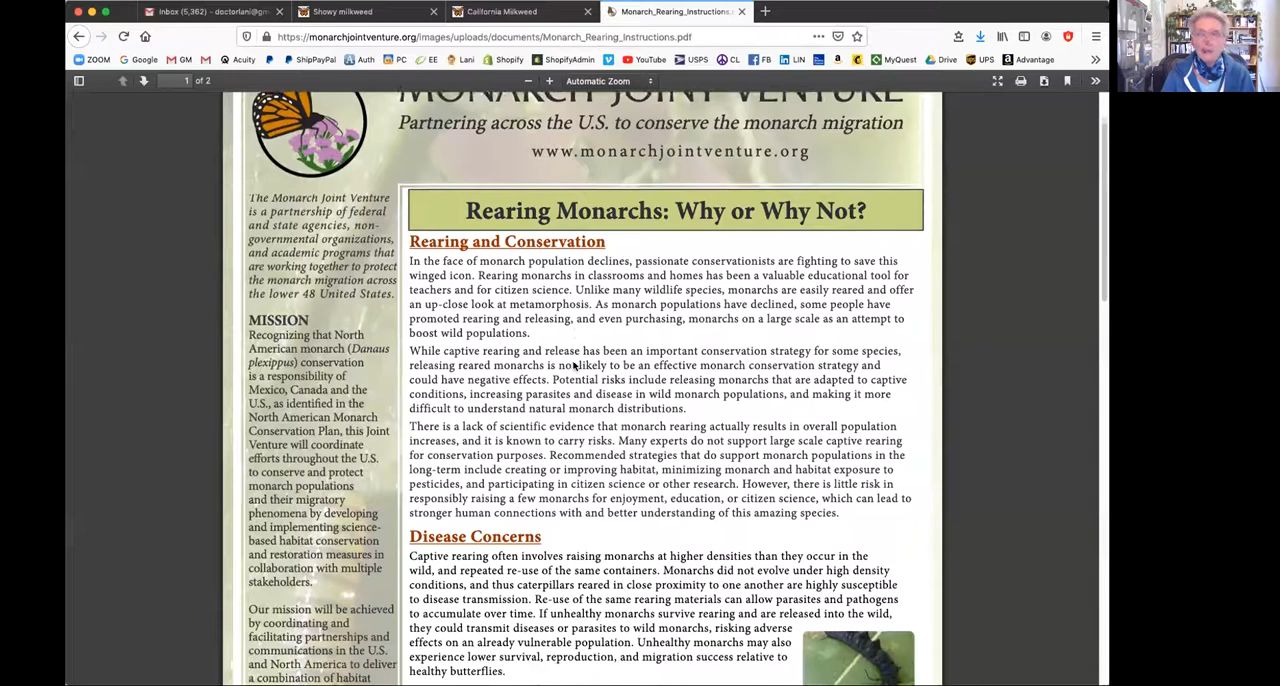 Inbox (5,362) - doctorlani@gm
Showy milkweed
California Milkweed
Monarch_Rearing_Instructions.
https://monarchjointventure.org/images/uploads/documents/Monarch_Rearing_Instructions.pdf
ZOOM Google GM Acuity ShipPayPal Auth PC EE Lani Shopify ShopifyAdmin YouTube USPS CL FB LIN MyQuest Drive UPS Advantage
1 of 2
Automatic Zoom
MONARCH JOINT VENTURE
Partnering across the U.S. to conserve the monarch migration
www.monarchjointventure.org
The Monarch Joint Venture
is a partnership of federal
and state agencies, non-
governmental organizations,
and academic programs that
are working together to protect
the monarch migration across
the lower 48 United States.
MISSION
Recognizing that North
American monarch (Danaus
plexippus) conservation
is a responsibility of
Mexico, Canada and the
U.S., as identified in the
North American Monarch
Conservation Plan, this Joint
Venture will coordinate
efforts throughout the U.S.
to conserve and protect
monarch populations
and their migratory
phenomena by developing
and implementing science-
based habitat conservation
and restoration measures in
collaboration with multiple
stakeholders.
Our mission will be achieved
by coordinating and
facilitating partnerships and
communications in the U.S.
and North America to deliver
a combination of habitat
Rearing Monarchs: Why or Why Not?
Rearing and Conservation
In the face of monarch population declines, passionate conservationists are fighting to save this
winged icon. Rearing monarchs in classrooms and homes has been a valuable educational tool for
teachers and for citizen science. Unlike many wildlife species, monarchs are easily reared and offer
an up-close look at metamorphosis. As monarch populations have declined, some people have
promoted rearing and releasing, and even purchasing, monarchs on a large scale as an attempt to
boost wild populations.
While captive rearing and release has been an important conservation strategy for some species,
releasing reared monarchs is not likely to be an effective monarch conservation strategy and
could have negative effects. Potential risks include releasing monarchs that are adapted to captive
conditions, increasing parasites and disease in wild monarch populations, and making it more
difficult to understand natural monarch distributions.
There is a lack of scientific evidence that monarch rearing actually results in overall population
increases, and it is known to carry risks. Many experts do not support large scale captive rearing
for conservation purposes. Recommended strategies that do support monarch populations in the
long-term include creating or improving habitat, minimizing monarch and habitat exposure to
pesticides, and participating in citizen science or other research. However, there is little risk in
responsibly raising a few monarchs for enjoyment, education, or citizen science, which can lead to
stronger human connections with and better understanding of this amazing species.
Disease Concerns
Captive rearing often involves raising monarchs at higher densities than they occur in the
wild, and repeated re-use of the same containers. Monarchs did not evolve under high density
conditions, and thus caterpillars reared in close proximity to one another are highly susceptible
to disease transmission. Re-use of the same rearing materials can allow parasites and pathogens
to accumulate over time. If unhealthy monarchs survive rearing and are released into the wild,
they could transmit diseases or parasites to wild monarchs, risking adverse
effects on an already vulnerable population. Unhealthy monarchs may also
experience lower survival, reproduction, and migration success relative to
healthy butterflies.